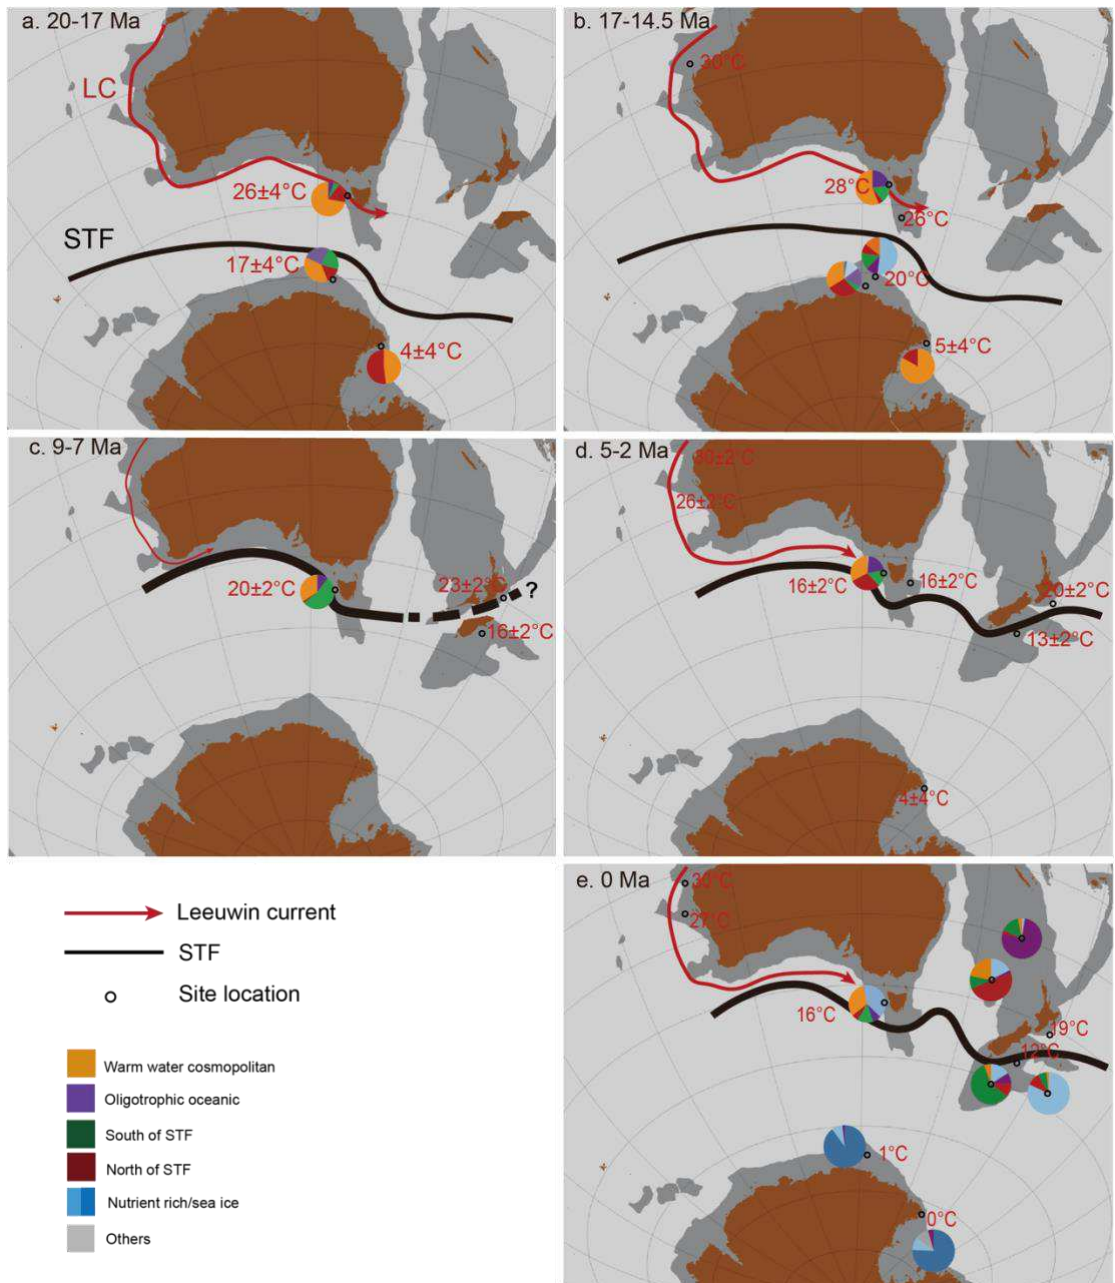 a. 20-17 Ma
LC
26±4°C
STF
17±4°C
4±4°C
b. 17-14.5 Ma
30°C
28°C
26°C
20°C
5±4°C
c. 9-7 Ma
20±2°C
23±2°C
?
16±2°C
d. 5-2 Ma
30±2°C
26±2°C
16±2°C
16±2°C
20±2°C
13±2°C
4±4°C
Leeuwin current
STF
Site location
Warm water cosmopolitan
Oligotrophic oceanic
South of STF
North of STF
Nutrient rich/sea ice
Others
e. 0 Ma
30°C
27°C
16°C
19°C
12°C
1°C
0°C